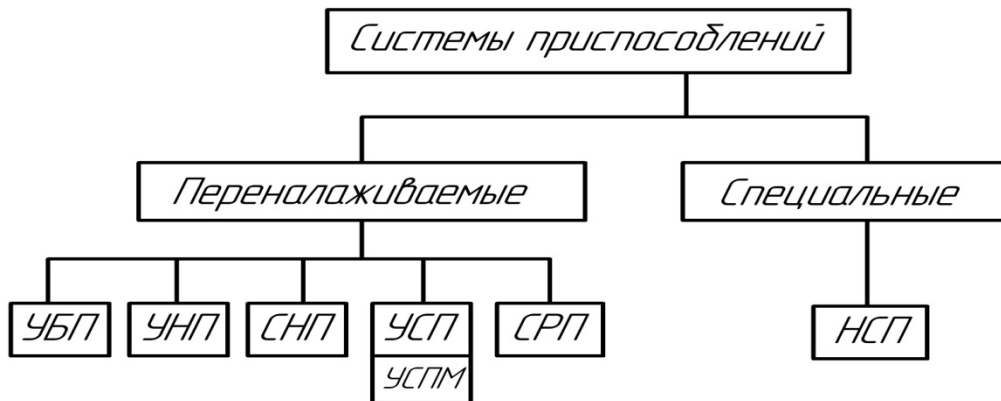 Системы приспособлений
Переналаживаемые
Специальные
УБП
УНП
СНП
УСП
СРП
НСП
УСПМ